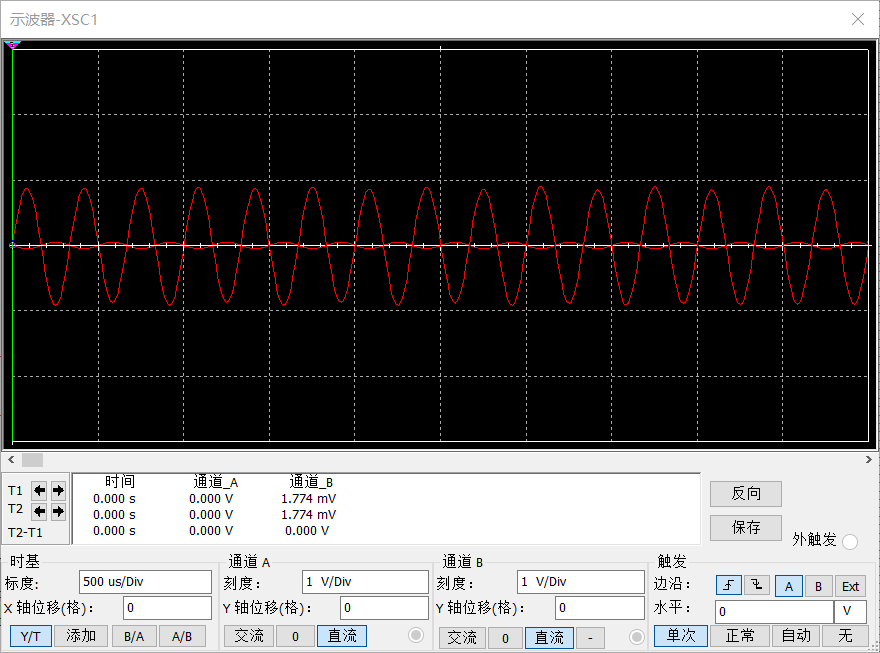 示波器-XSC1
时间 通道_A 通道_B
T1 0.000 s 0.000 V 1.774 mV
T2 0.000 s 0.000 V 1.774 mV
T2-T1 0.000 s 0.000 V 0.000 V
反向
保存
外触发
时基 通道 A 通道 B 触发
标度: 500 us/Div 刻度: 1 V/Div 刻度: 1 V/Div 边沿: A B Ext
X 轴位移(格): 0 Y 轴位移(格): 0 Y 轴位移(格): 0 水平: 0 V
Y/T 添加 B/A A/B 交流 0 直流 交流 0 直流 - 单次 正常 自动 无